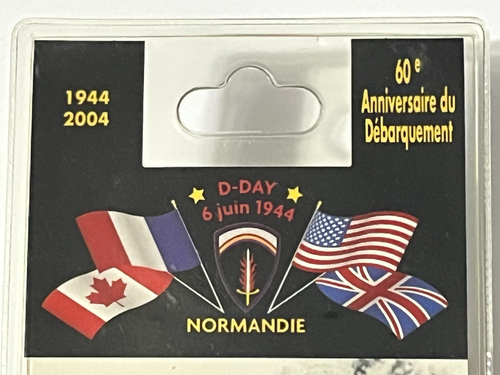 1944
2004
60e
Anniversaire du
Débarquement
D-DAY
6 juin 1944
NORMANDIE